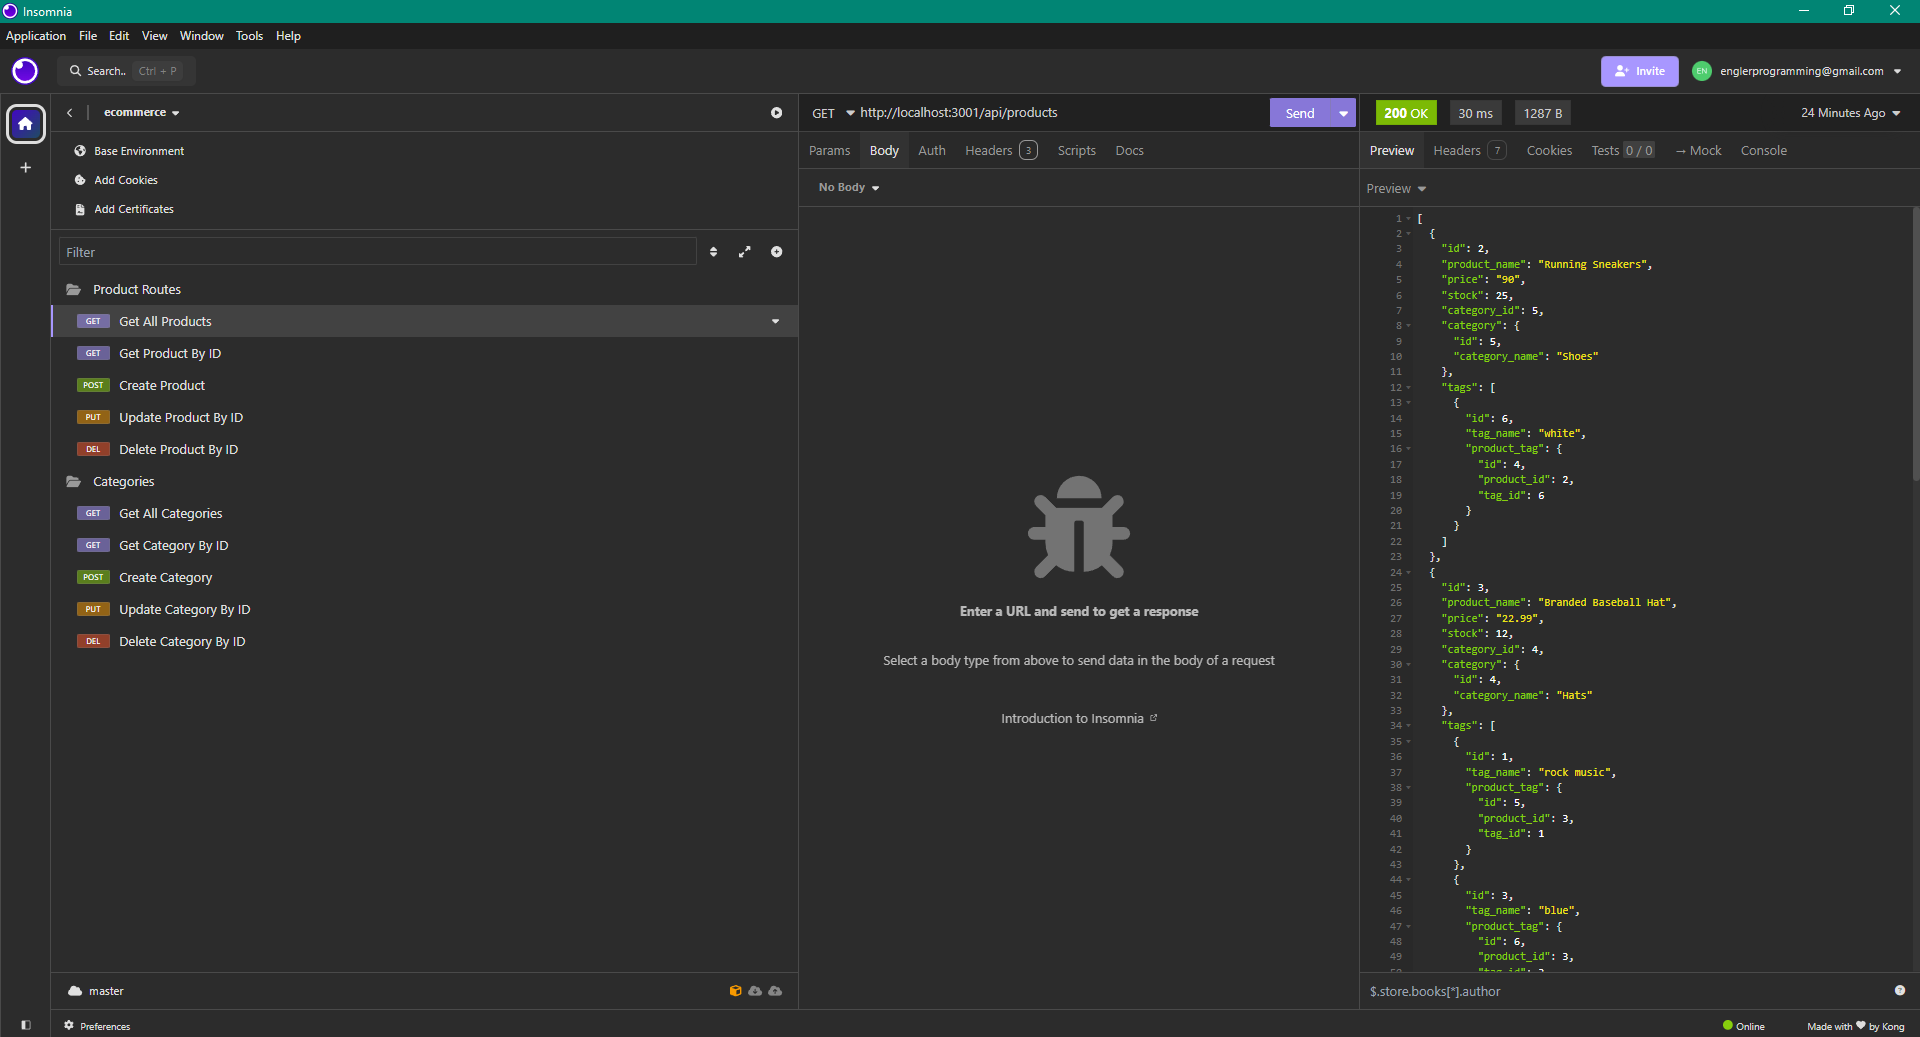 Insomnia
Application File Edit View Window Tools Help
Search.. Ctrl + P
Invite
EN englerprogramming@gmail.com
ecommerce
Base Environment
Add Cookies
Add Certificates
Filter
Product Routes
GET Get All Products
GET Get Product By ID
POST Create Product
PUT Update Product By ID
DEL Delete Product By ID
Categories
GET Get All Categories
GET Get Category By ID
POST Create Category
PUT Update Category By ID
DEL Delete Category By ID
master
Preferences
GET http://localhost:3001/api/products Send
Params Body Auth Headers 3 Scripts Docs
No Body
Enter a URL and send to get a response
Select a body type from above to send data in the body of a request
Introduction to Insomnia
200 OK 30 ms 1287 B 24 Minutes Ago
Preview Headers 7 Cookies Tests 0 / 0 → Mock Console
Preview
1 [
2 {
3 "id": 2,
4 "product_name": "Running Sneakers",
5 "price": "90",
6 "stock": 25,
7 "category_id": 5,
8 "category": {
9 "id": 5,
10 "category_name": "Shoes"
11 },
12 "tags": [
13 {
14 "id": 6,
15 "tag_name": "white",
16 "product_tag": {
17 "id": 4,
18 "product_id": 2,
19 "tag_id": 6
20 }
21 }
22 ]
23 },
24 {
25 "id": 3,
26 "product_name": "Branded Baseball Hat",
27 "price": "22.99",
28 "stock": 12,
29 "category_id": 4,
30 "category": {
31 "id": 4,
32 "category_name": "Hats"
33 },
34 "tags": [
35 {
36 "id": 1,
37 "tag_name": "rock music",
38 "product_tag": {
39 "id": 5,
40 "product_id": 3,
41 "tag_id": 1
42 }
43 },
44 {
45 "id": 3,
46 "tag_name": "blue",
47 "product_tag": {
48 "id": 6,
49 "product_id": 3,
$.store.books[*].author
Online
Made with ♥ by Kong